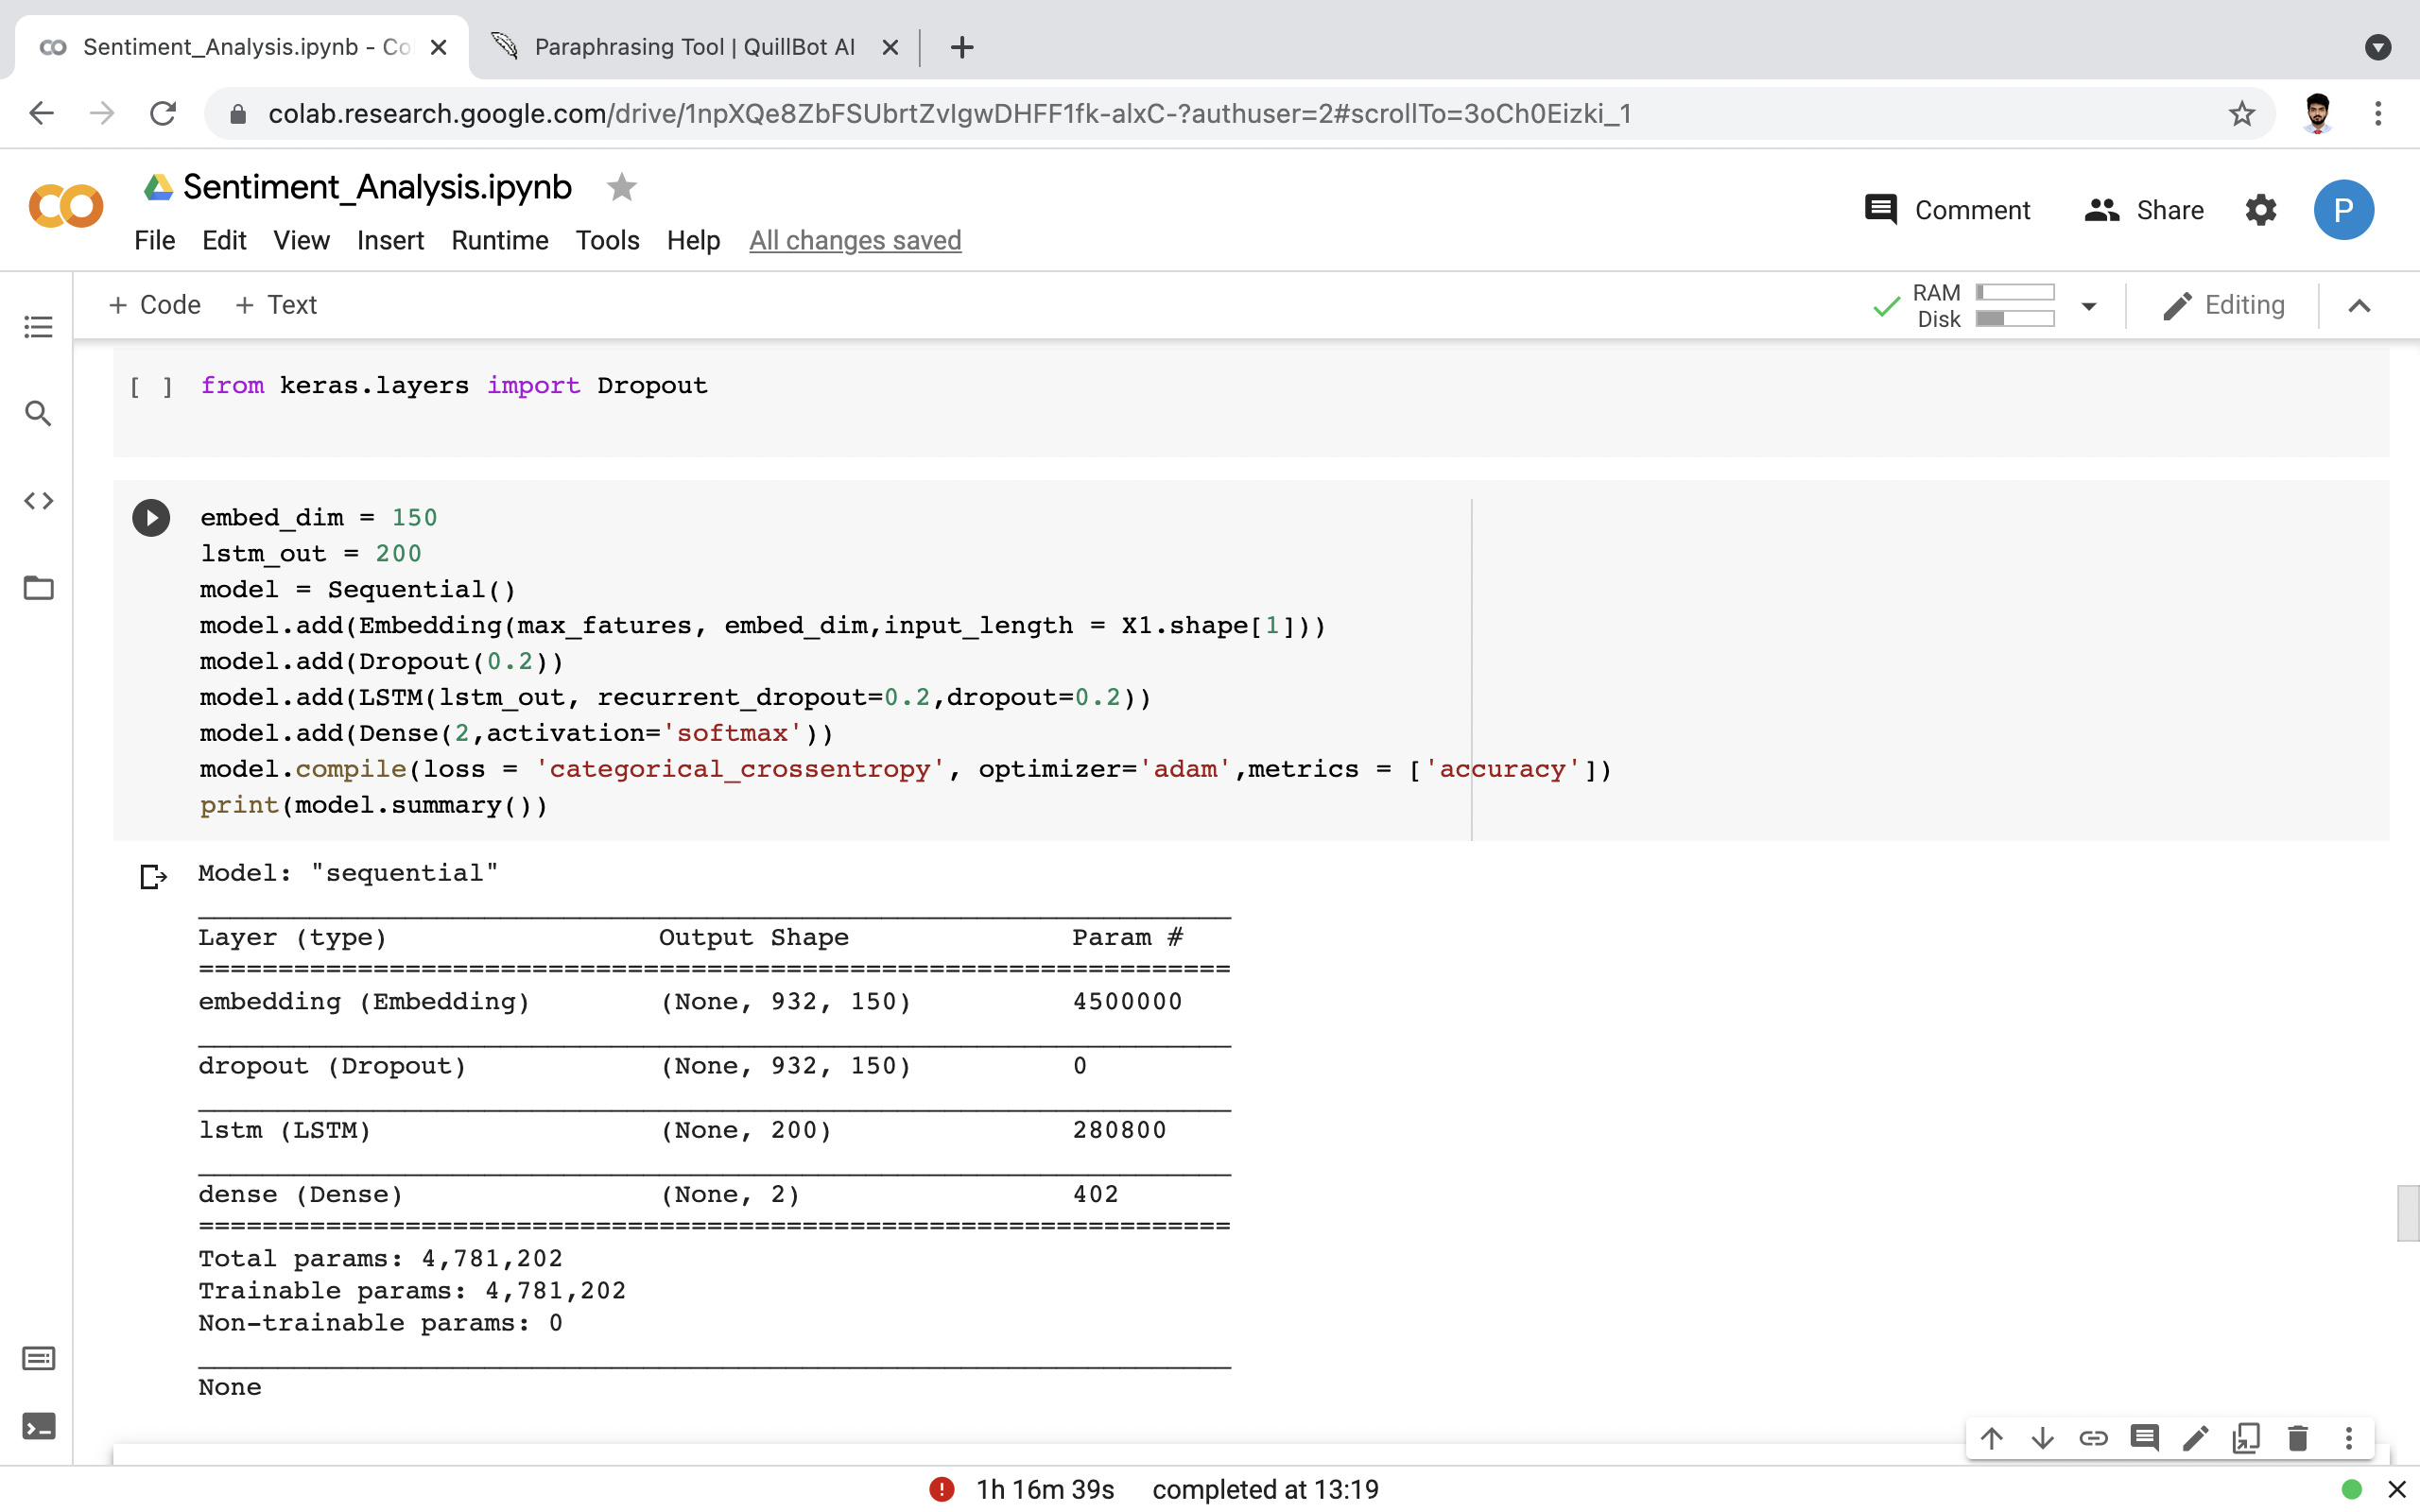 Sentiment_Analysis.ipynb - Co
Paraphrasing Tool | QuillBot AI
colab.research.google.com/drive/1npXQe8ZbFSUbrtZvIgwDHFF1fk-alxC-?authuser=2#scrollTo=3oCh0Eizki_1
Sentiment_Analysis.ipynb
File Edit View Insert Runtime Tools Help All changes saved
Comment Share P
+ Code + Text
RAM
Disk
Editing
[ ] from keras.layers import Dropout
embed_dim = 150
lstm_out = 200
model = Sequential()
model.add(Embedding(max_fatures, embed_dim,input_length = X1.shape[1]))
model.add(Dropout(0.2))
model.add(LSTM(lstm_out, recurrent_dropout=0.2,dropout=0.2))
model.add(Dense(2,activation='softmax'))
model.compile(loss = 'categorical_crossentropy', optimizer='adam',metrics = ['accuracy'])
print(model.summary())
Model: "sequential"
_________________________________________________________________
Layer (type) Output Shape Param #
=================================================================
embedding (Embedding) (None, 932, 150) 4500000
_________________________________________________________________
dropout (Dropout) (None, 932, 150) 0
_________________________________________________________________
lstm (LSTM) (None, 200) 280800
_________________________________________________________________
dense (Dense) (None, 2) 402
=================================================================
Total params: 4,781,202
Trainable params: 4,781,202
Non-trainable params: 0
_________________________________________________________________
None
1h 16m 39s completed at 13:19